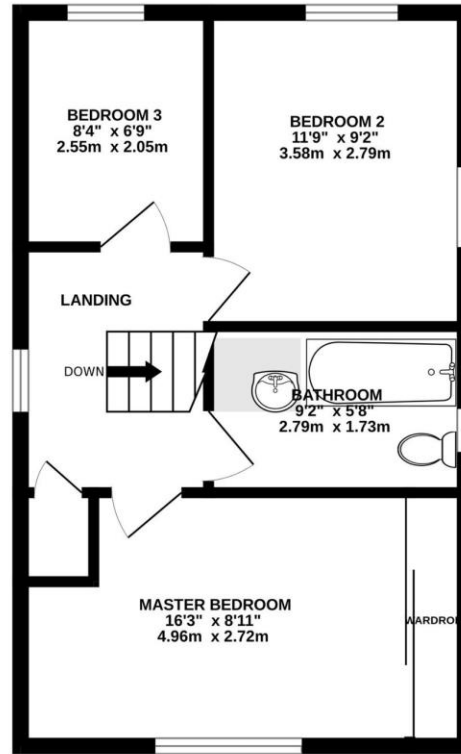 BEDROOM 3
8'4" x 6'9"
2.55m x 2.05m
BEDROOM 2
11'9" x 9'2"
3.58m x 2.79m
LANDING
DOWN
BATHROOM
9'2" x 5'8"
2.79m x 1.73m
MASTER BEDROOM
16'3" x 8'11"
4.96m x 2.72m
WARDROB